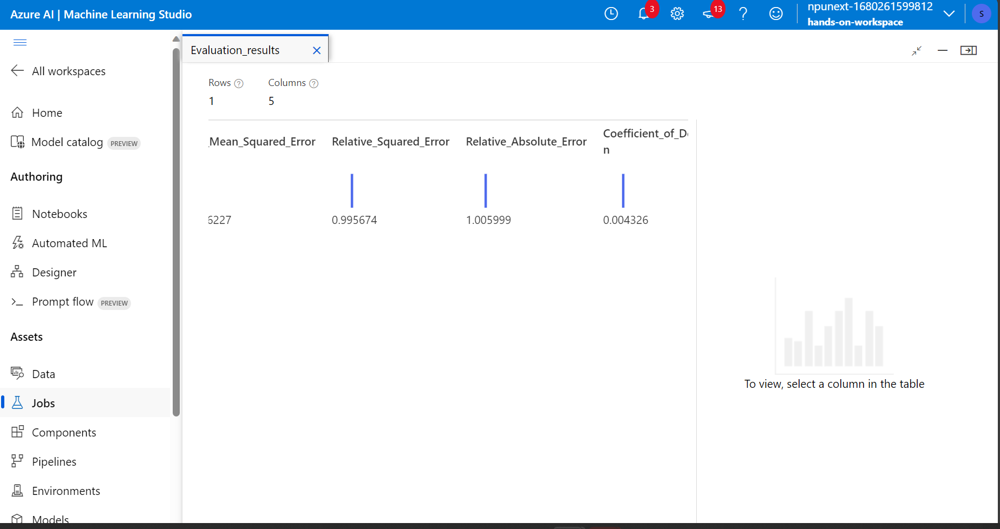 Azure AI | Machine Learning Studio
3
13
npunext-1680261599812
hands-on-workspace
S
All workspaces
Home
Model catalog PREVIEW
Authoring
Notebooks
Automated ML
Designer
Prompt flow PREVIEW
Assets
Data
Jobs
Components
Pipelines
Environments
Models
Evaluation_results
Rows
Columns
1
5
_Mean_Squared_Error
Relative_Squared_Error
Relative_Absolute_Error
Coefficient_of_D
n
6227
0.995674
1.005999
0.004326
To view, select a column in the table